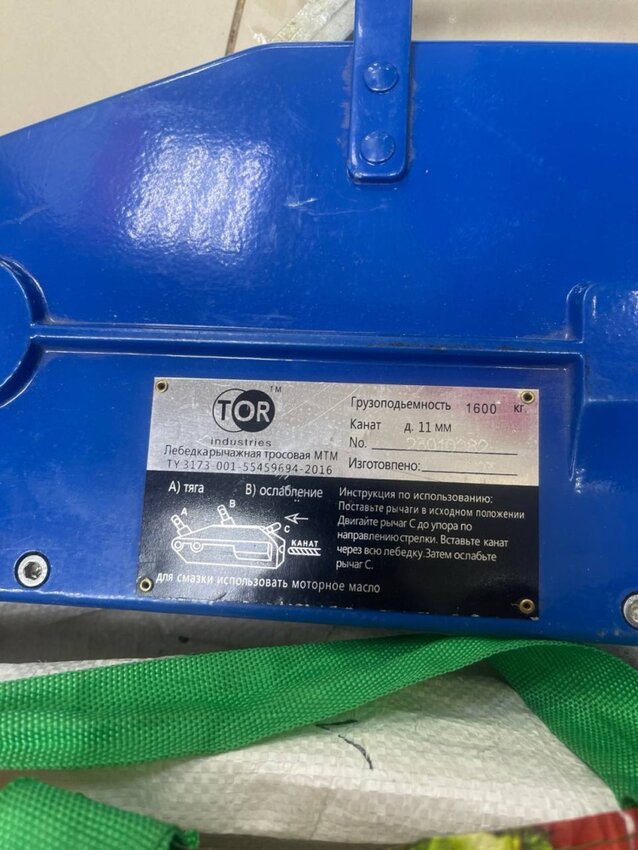 TOR TM
industries
Лебедка рычажная тросовая МТМ
ТУ 3173-001-55459694-2016
Грузоподьемность 1600 кг.
Канат д. 11 мм
No.
Изготовлено:
А) тяга В) ослабление
A
B
C
КАНАТ
Инструкция по использованию:
Поставьте рычаги в исходном положении
Двигайте рычаг С до упора по
направлению стрелки. Вставьте канат
через всю лебедку. Затем ослабьте
рычаг С.
для смазки использовать моторное масло